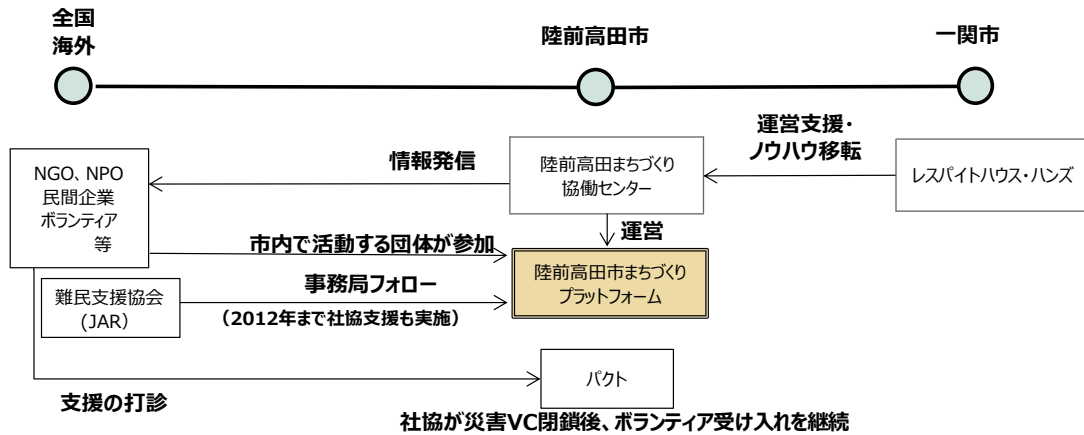 全国
海外
陸前高田市
一関市
運営支援・
ノウハウ移転
情報発信
NGO、NPO
民間企業
ボランティア
等
陸前高田まちづくり
協働センター
レスパイトハウス・ハンズ
運営
市内で活動する団体が参加
陸前高田市まちづくり
プラットフォーム
難民支援協会
(JAR)
事務局フォロー
（2012年まで社協支援も実施）
パクト
支援の打診
社協が災害VC閉鎖後、ボランティア受け入れを継続